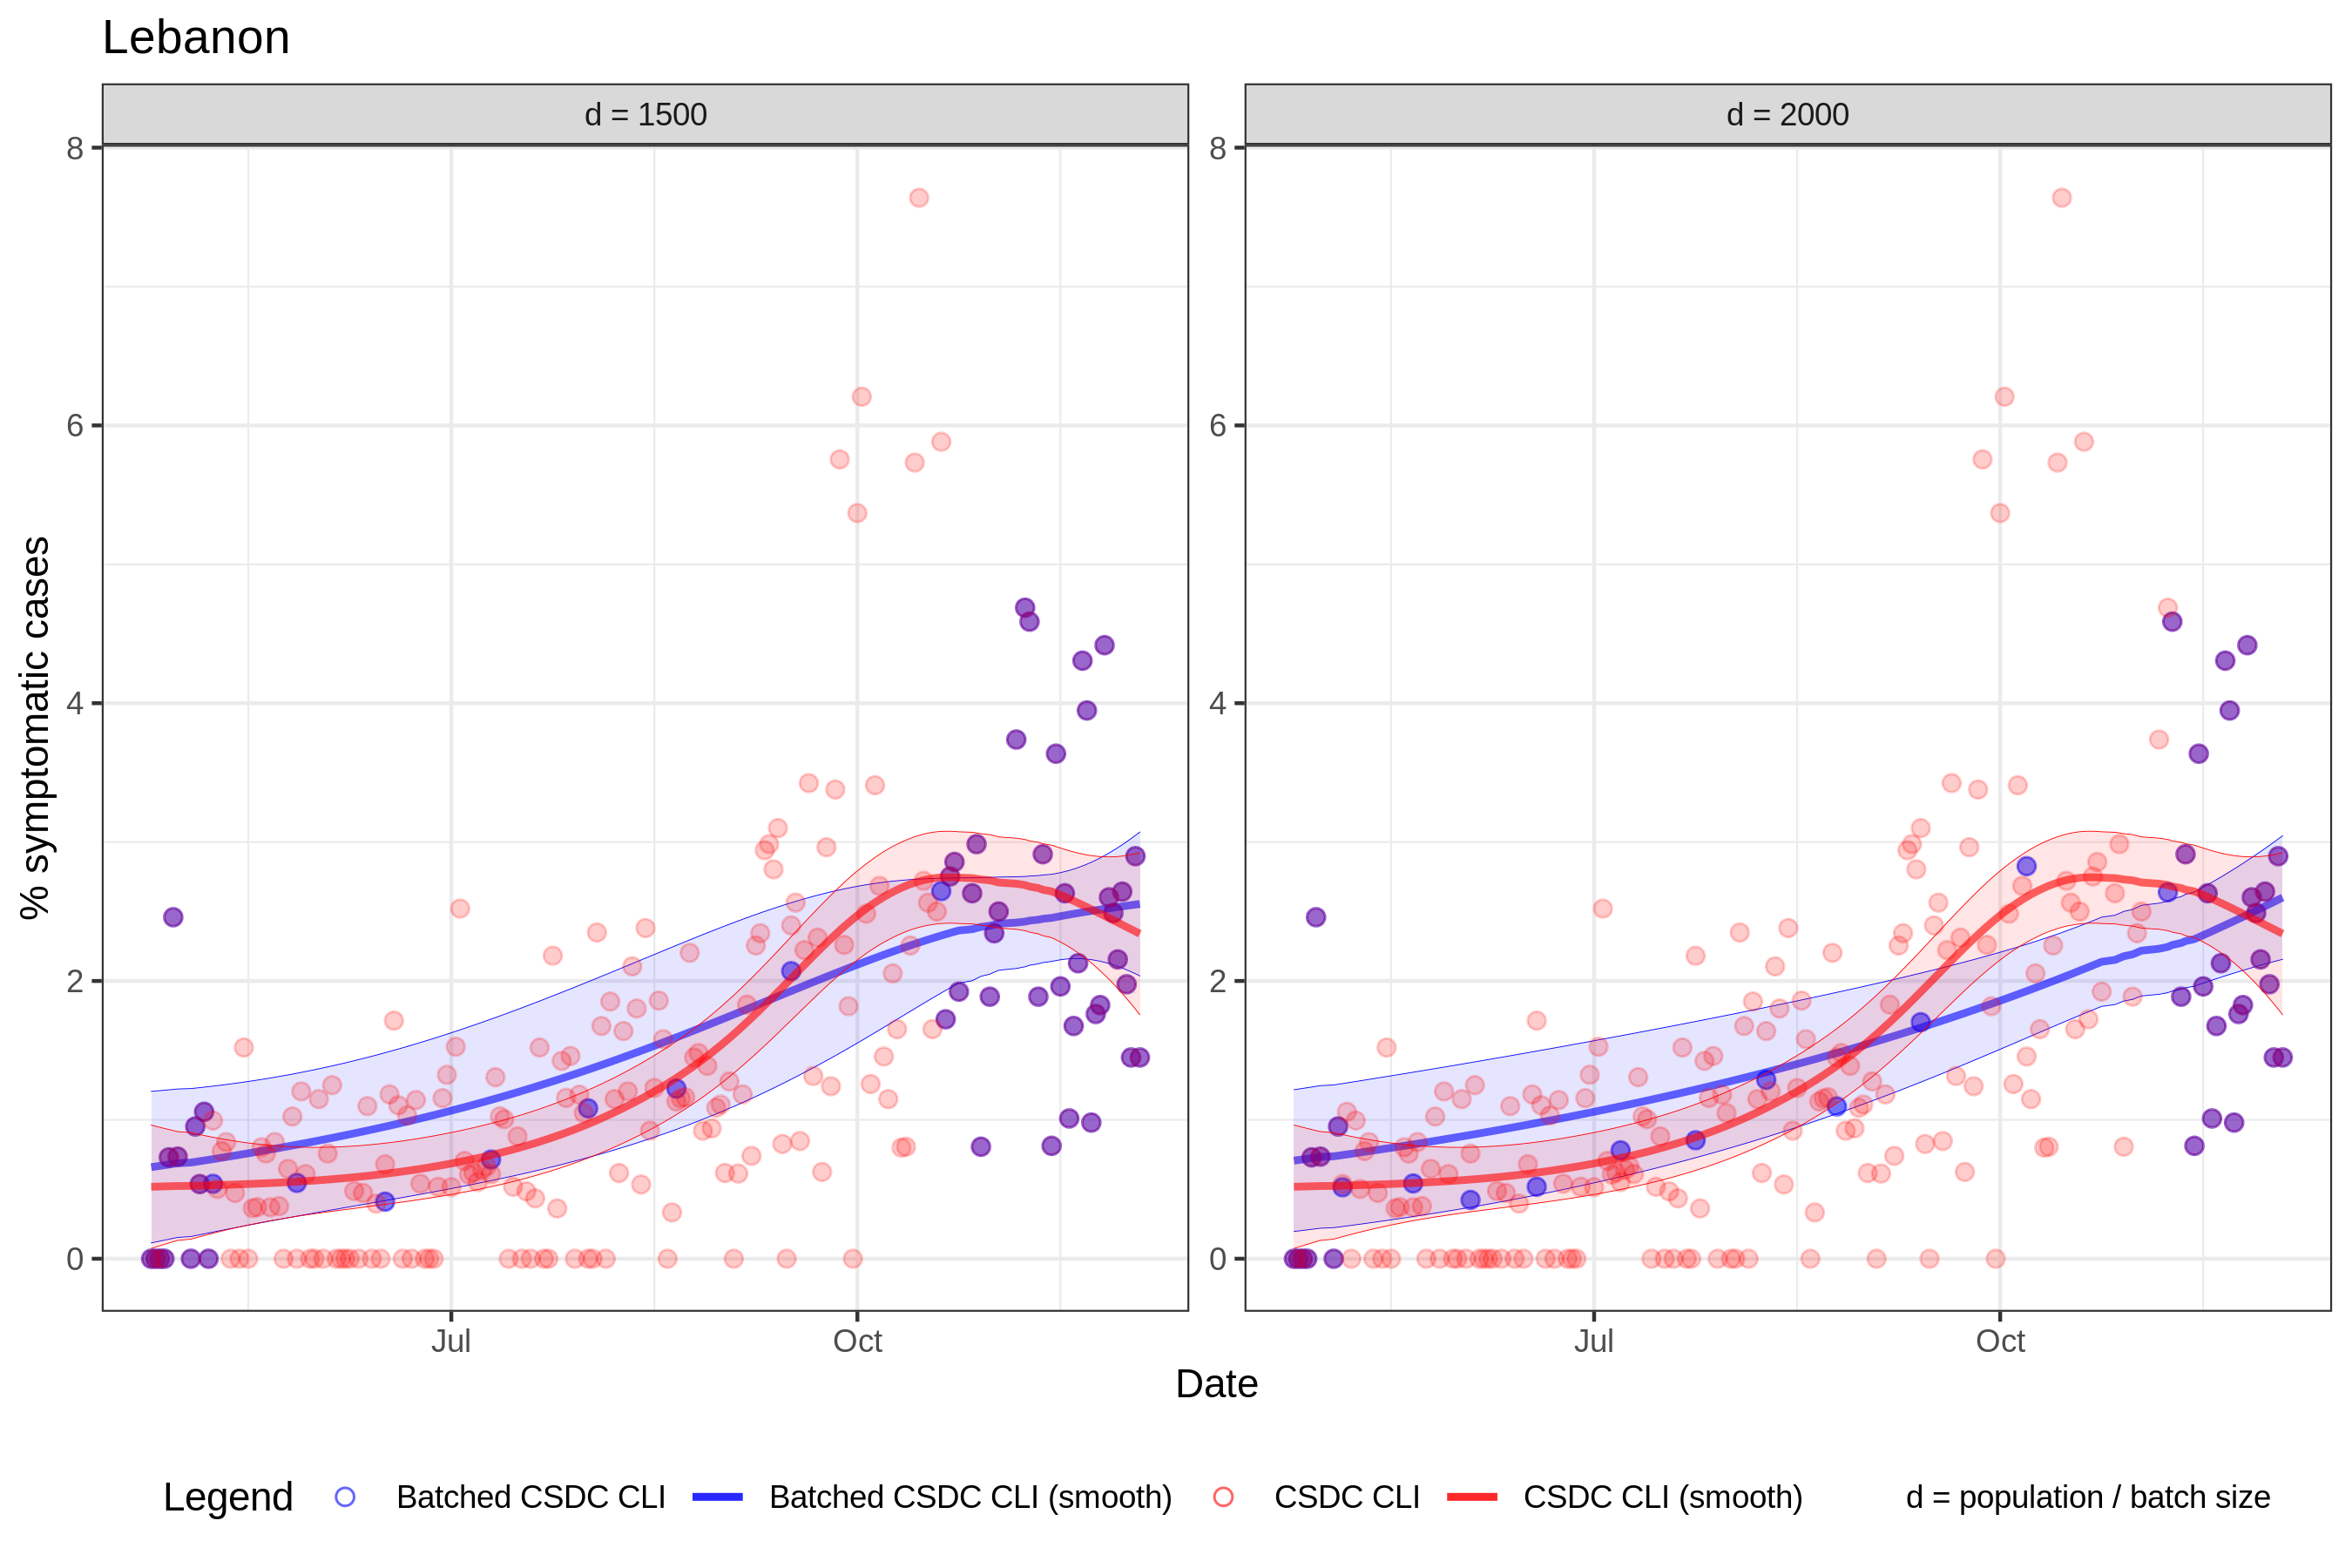 Lebanon
d = 1500
d = 2000
% symptomatic cases
8
6
4
2
0
8
6
4
2
0
Jul
Oct
Jul
Oct
Date
Legend
Batched CSDC CLI
Batched CSDC CLI (smooth)
CSDC CLI
CSDC CLI (smooth)
d = population / batch size